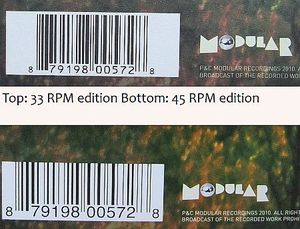 8 79198 00572 8
MODULAR
P&C MODULAR RECORDINGS 2010. A
BROADCAST OF THE RECORDED WOR
Top: 33 RPM edition Bottom: 45 RPM edition
8 79198 00572 8
MODULAR
P&C MODULAR RECORDINGS 2010. ALL RIGHT
BROADCAST OF THE RECORDED WORK PROHI